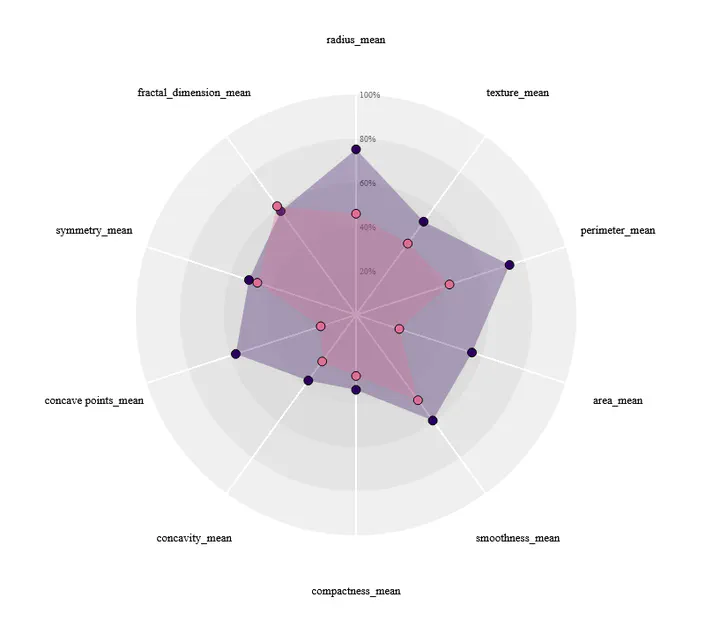 radius_mean
fractal_dimension_mean
texture_mean
100%
80%
60%
40%
20%
symmetry_mean
perimeter_mean
concave points_mean
area_mean
concavity_mean
smoothness_mean
compactness_mean